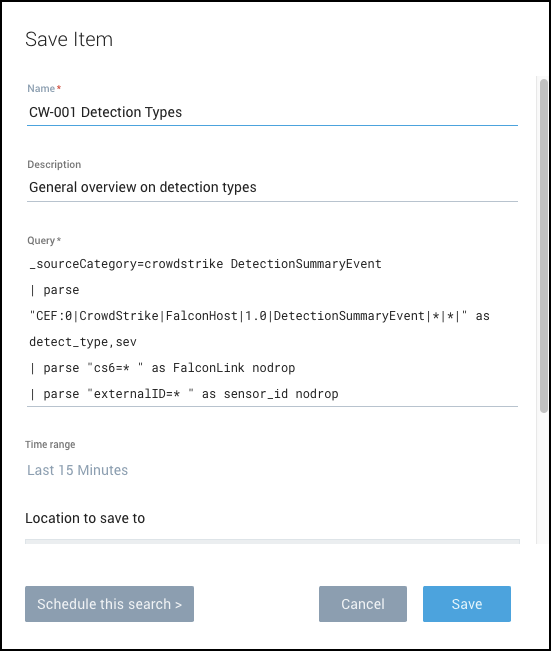 Save Item
Name*
CW-001 Detection Types
Description
General overview on detection types
Query*
_sourceCategory=crowdstrike DetectionSummaryEvent
| parse
"CEF:0|CrowdStrike|FalconHost|1.0|DetectionSummaryEvent|*|*|" as
detect_type,sev
| parse "cs6=* " as FalconLink nodrop
| parse "externalID=* " as sensor_id nodrop
Time range
Last 15 Minutes
Location to save to
Schedule this search >
Cancel
Save